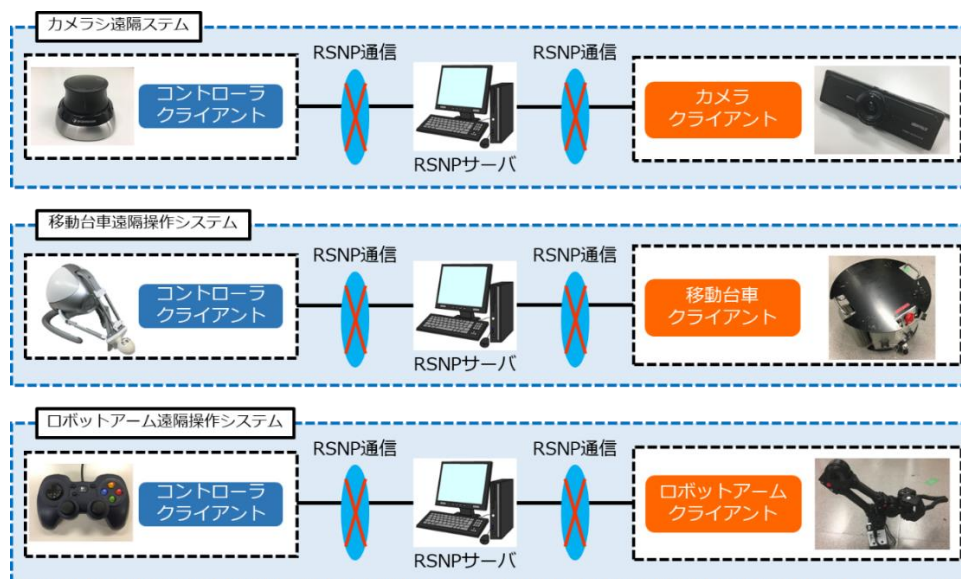 カメラシ遠隔ステム
RSNP通信
RSNP通信
コントローラ
クライアント
カメラ
クライアント
RSNPサーバ
移動台車遠隔操作システム
RSNP通信
RSNP通信
コントローラ
クライアント
移動台車
クライアント
RSNPサーバ
ロボットアーム遠隔操作システム
RSNP通信
RSNP通信
コントローラ
クライアント
ロボットアーム
クライアント
RSNPサーバ